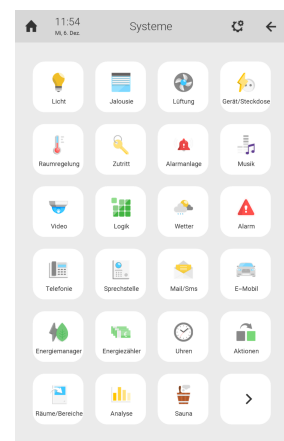 11:54
Mi, 6. Dez.
Systeme
Licht
Jalousie
Lüftung
Gerät/Steckdose
Raumregelung
Zutritt
Alarmanlage
Musik
Video
Logik
Wetter
Alarm
Telefonie
Sprechstelle
Mail/Sms
E-Mobil
Energiemanager
Energiezähler
Uhren
Aktionen
Räume/Bereiche
Analyse
Sauna